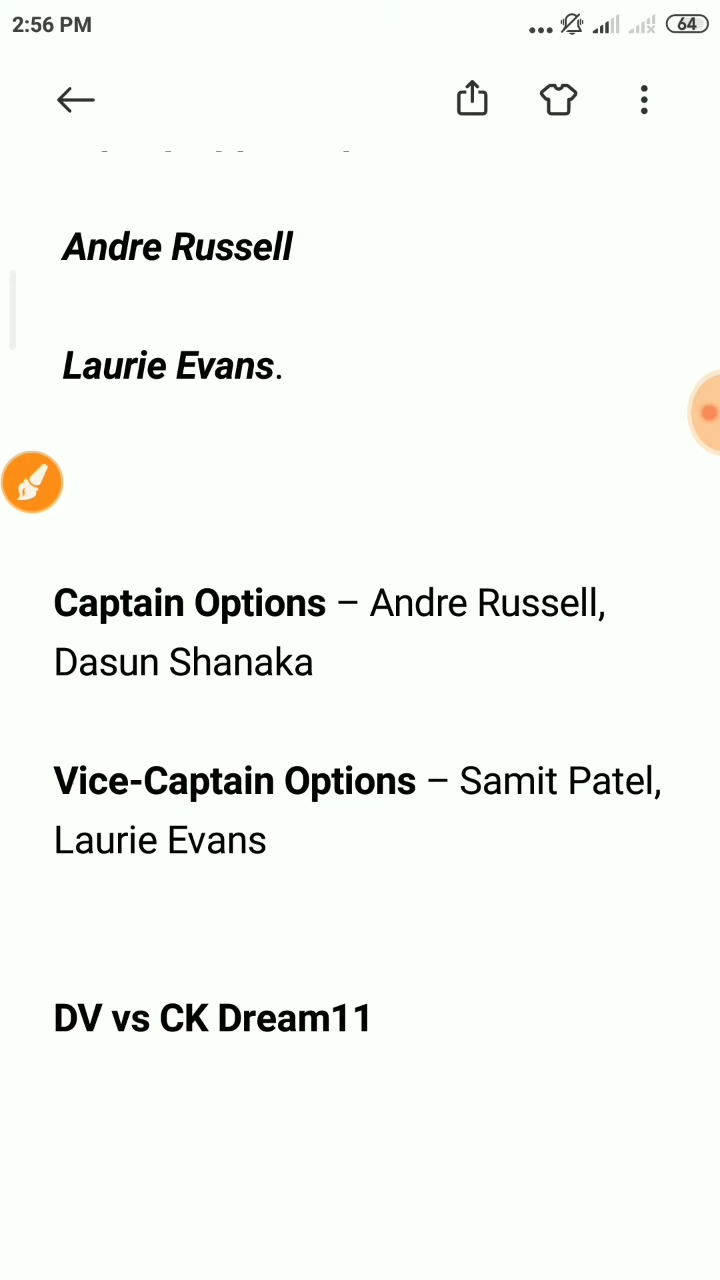 2:56 PM
64
Andre Russell
Laurie Evans.
Captain Options – Andre Russell,
Dasun Shanaka
Vice-Captain Options – Samit Patel,
Laurie Evans
DV vs CK Dream11